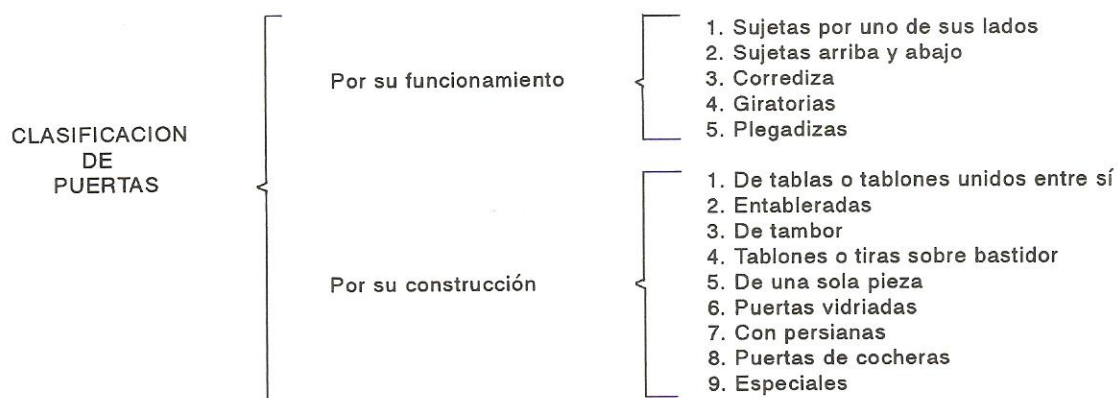 CLASIFICACION
DE
PUERTAS
Por su funcionamiento
1. Sujetas por uno de sus lados
2. Sujetas arriba y abajo
3. Corrediza
4. Giratorias
5. Plegadizas
Por su construcción
1. De tablas o tablones unidos entre sí
2. Entableradas
3. De tambor
4. Tablones o tiras sobre bastidor
5. De una sola pieza
6. Puertas vidriadas
7. Con persianas
8. Puertas de cocheras
9. Especiales